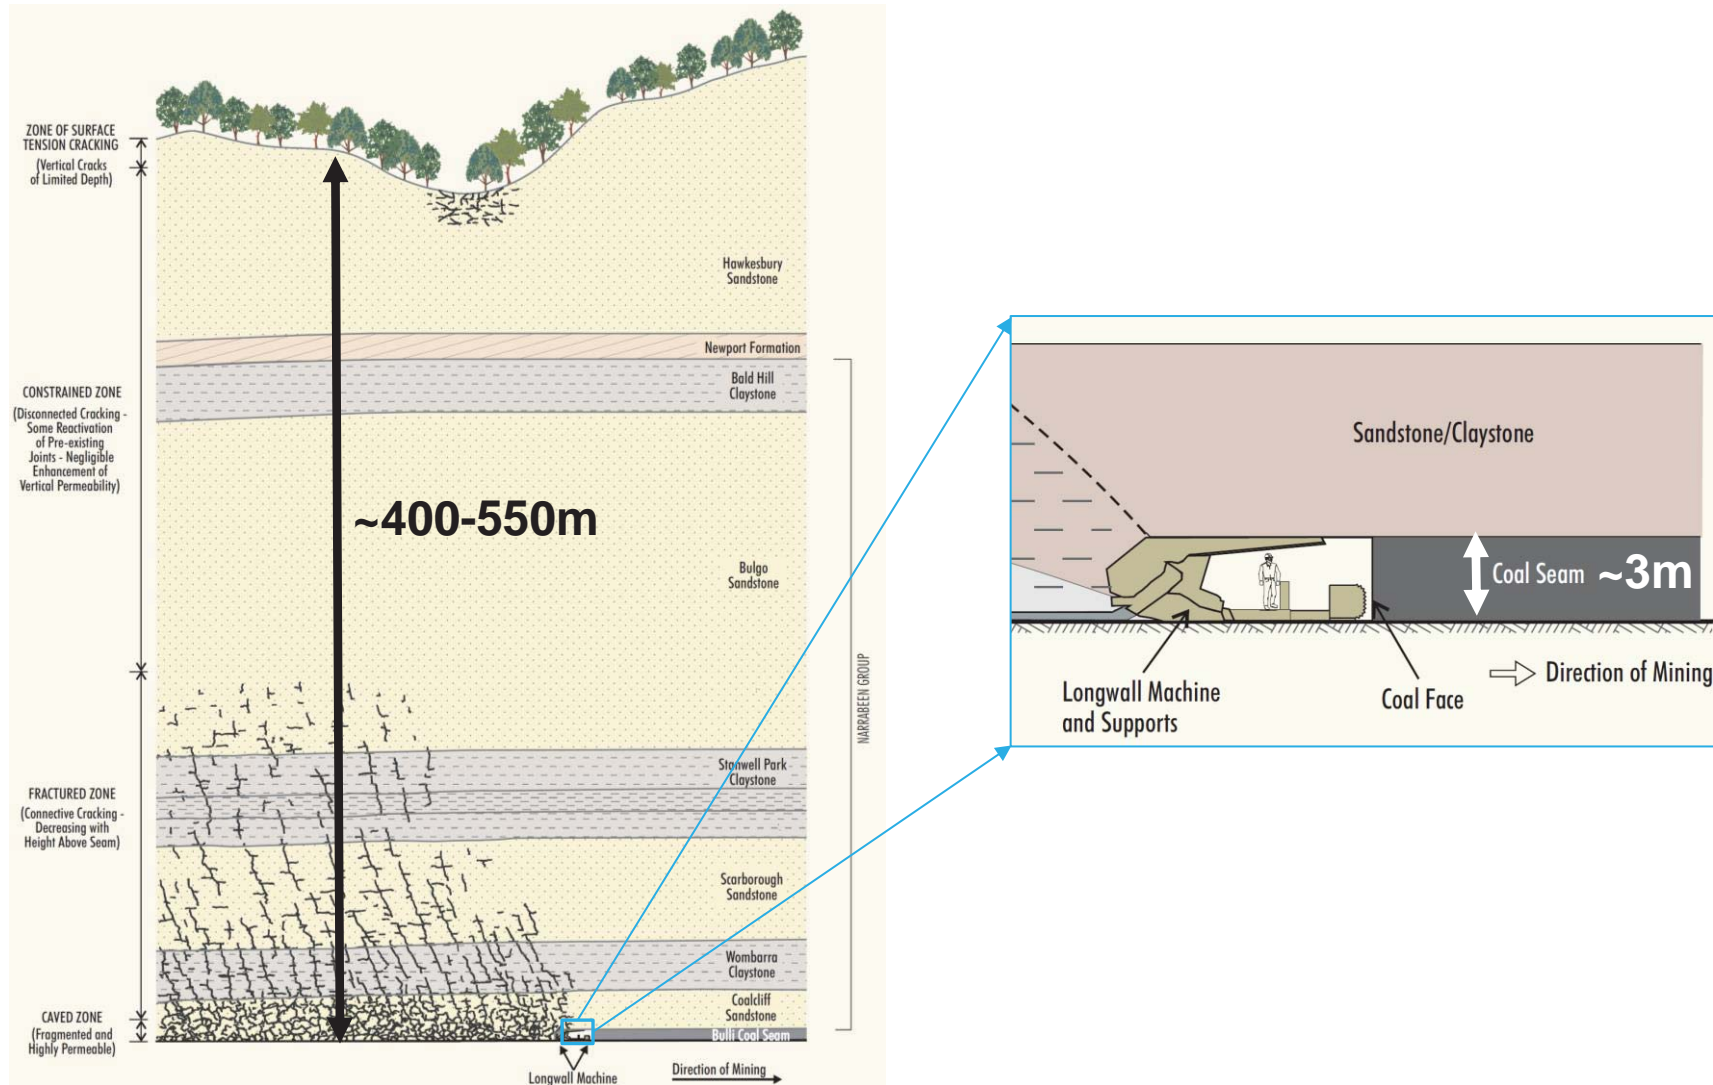 ZONE OF SURFACE
TENSION CRACKING
(Vertical Cracks
of Limited Depth)
CONSTRAINED ZONE
(Disconnected Cracking -
Some Reactivation
of Pre-existing
Joints - Negligible
Enhancement of
Vertical Permeability)
FRACTURED ZONE
(Connective Cracking -
Decreasing with
Height Above Seam)
CAVED ZONE
(Fragmented and
Highly Permeable)
~400-550m
Hawkesbury
Sandstone
Newport Formation
Bald Hill
Claystone
Bulgo
Sandstone
Stanwell Park
Claystone
Scarborough
Sandstone
Wombarra
Claystone
Coalcliff
Sandstone
Bulli Coal Seam
NARRABEEN GROUP
Longwall Machine
Direction of Mining
Sandstone/Claystone
Coal Seam ~3m
Longwall Machine
and Supports
Coal Face
Direction of Mining